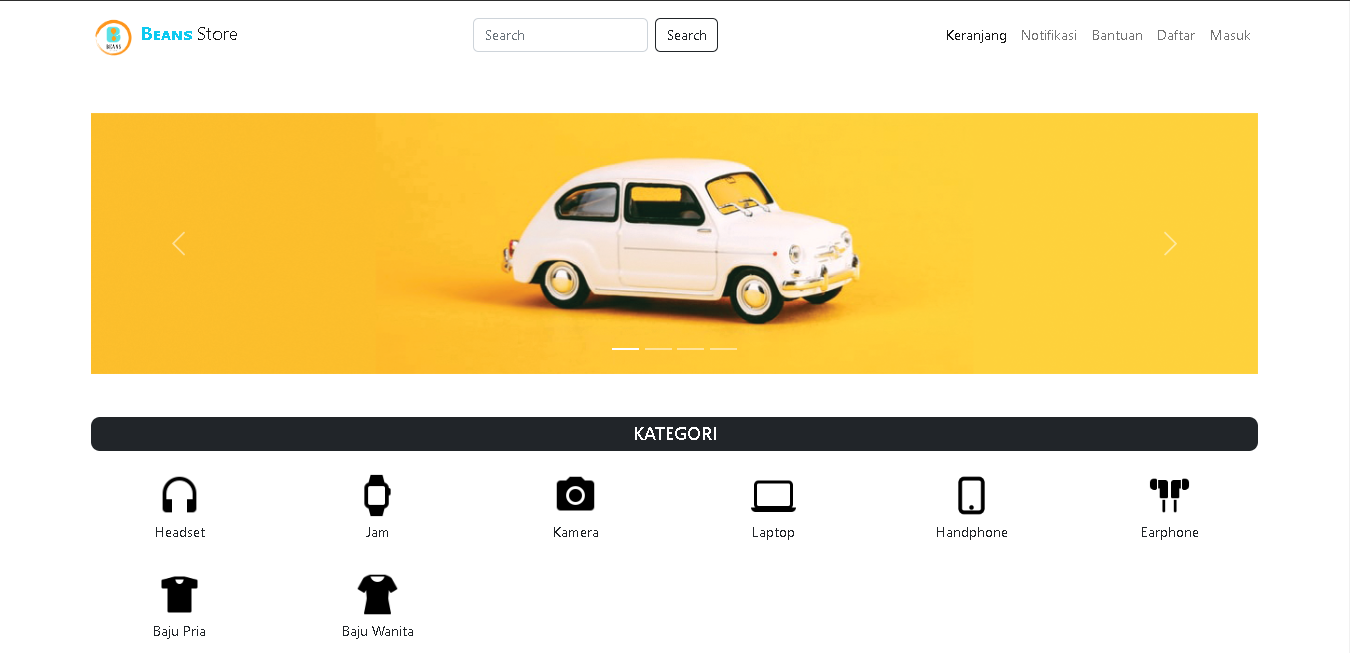 BEANS
Beans Store
Search
Search
Keranjang
Notifikasi
Bantuan
Daftar
Masuk
KATEGORI
Headset
Jam
Kamera
Laptop
Handphone
Earphone
Baju Pria
Baju Wanita